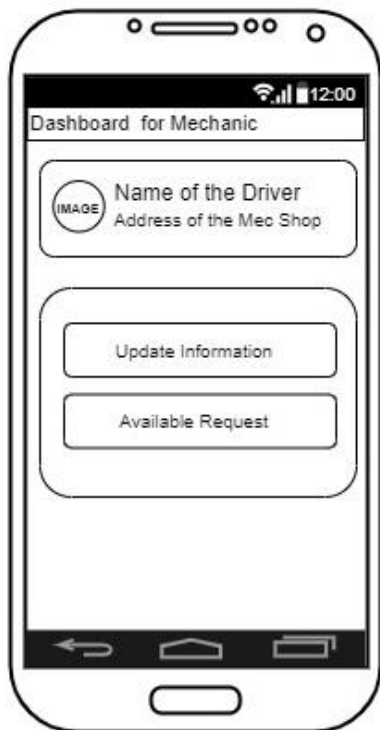 12:00
Dashboard for Mechanic
IMAGE
Name of the Driver
Address of the Mec Shop
Update Information
Available Request